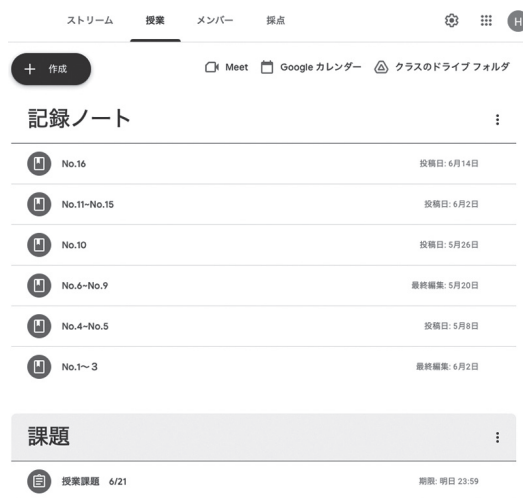 ストリーム 授業 メンバー 採点 H
+ 作成 Meet Google カレンダー クラスのドライブ フォルダ
記録ノート
No.16 投稿日: 6月14日
No.11~No.15 投稿日: 6月2日
No.10 投稿日: 5月26日
No.6~No.9 最終編集: 5月20日
No.4~No.5 投稿日: 5月8日
No.1〜3 最終編集: 6月2日
課題
授業課題 6/21 期限: 明日 23:59